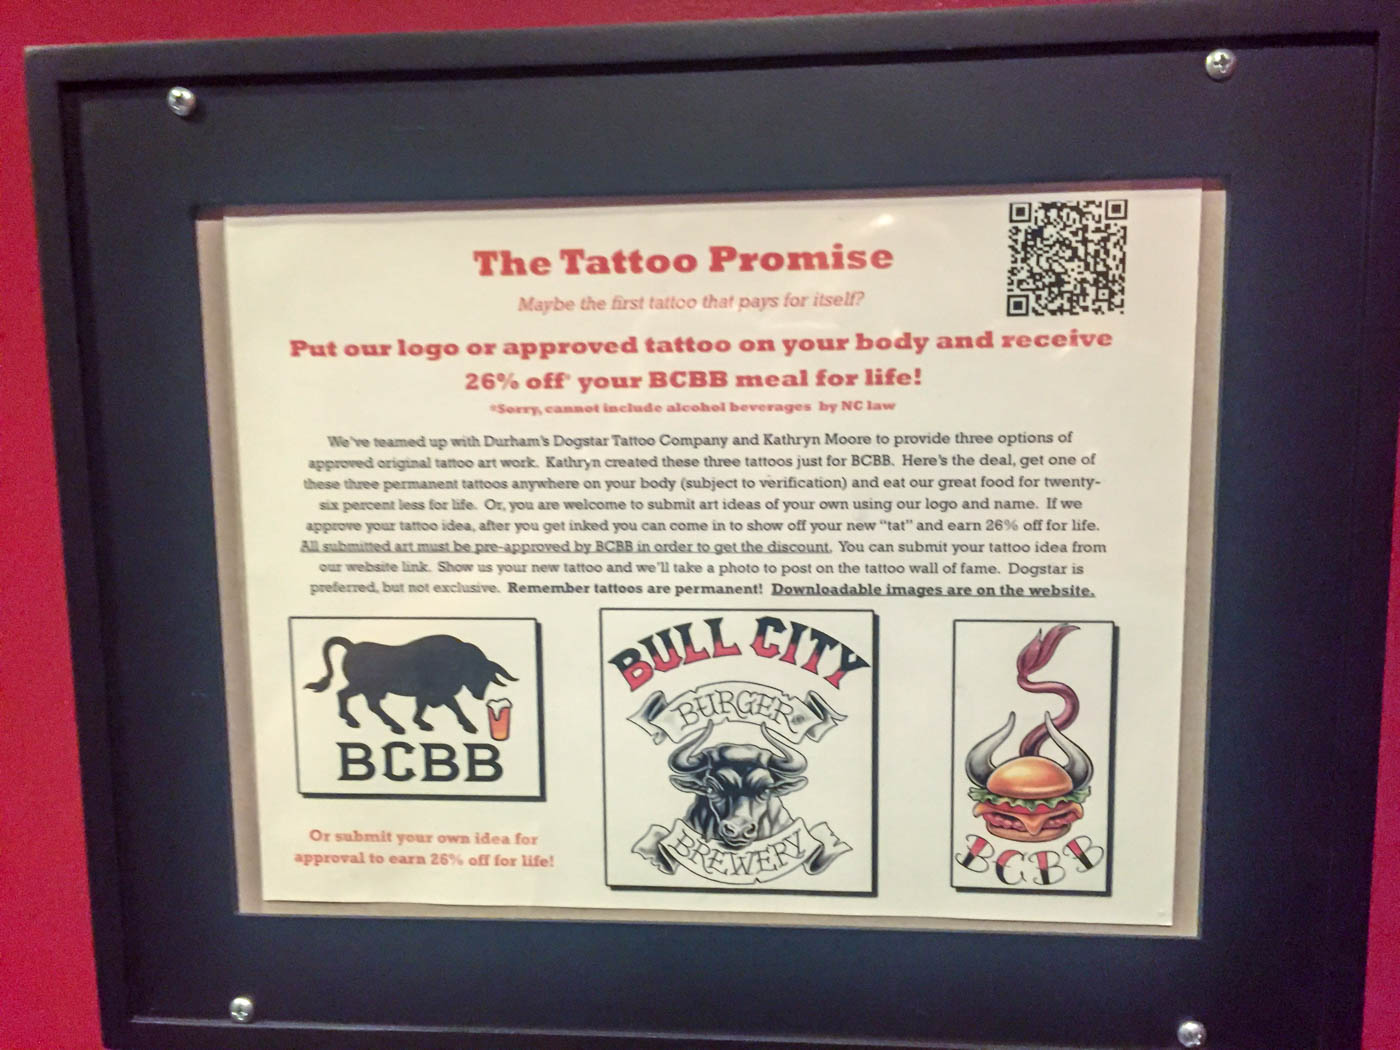 The Tattoo Promise
Maybe the first tattoo that pays for itself?
Put our logo or approved tattoo on your body and receive
26% off* your BCBB meal for life!
*Sorry, cannot include alcohol beverages by NC law
We've teamed up with Durham's Dogstar Tattoo Company and Kathryn Moore to provide three options of
approved original tattoo art work. Kathryn created these three tattoos just for BCBB. Here's the deal, get one of
these three permanent tattoos anywhere on your body (subject to verification) and eat our great food for twenty-
six percent less for life. Or, you are welcome to submit art ideas of your own using our logo and name. If we
approve your tattoo idea, after you get inked you can come in to show off your new "tat" and earn 26% off for life.
All submitted art must be pre-approved by BCBB in order to get the discount. You can submit your tattoo idea from
our website link. Show us your new tattoo and we'll take a photo to post on the tattoo wall of fame. Dogstar is
preferred, but not exclusive. Remember tattoos are permanent! Downloadable images are on the website.
BCBB
Or submit your own idea for
approval to earn 26% off for life!
BULL CITY
BURGER
&
BREWERY
BCBB